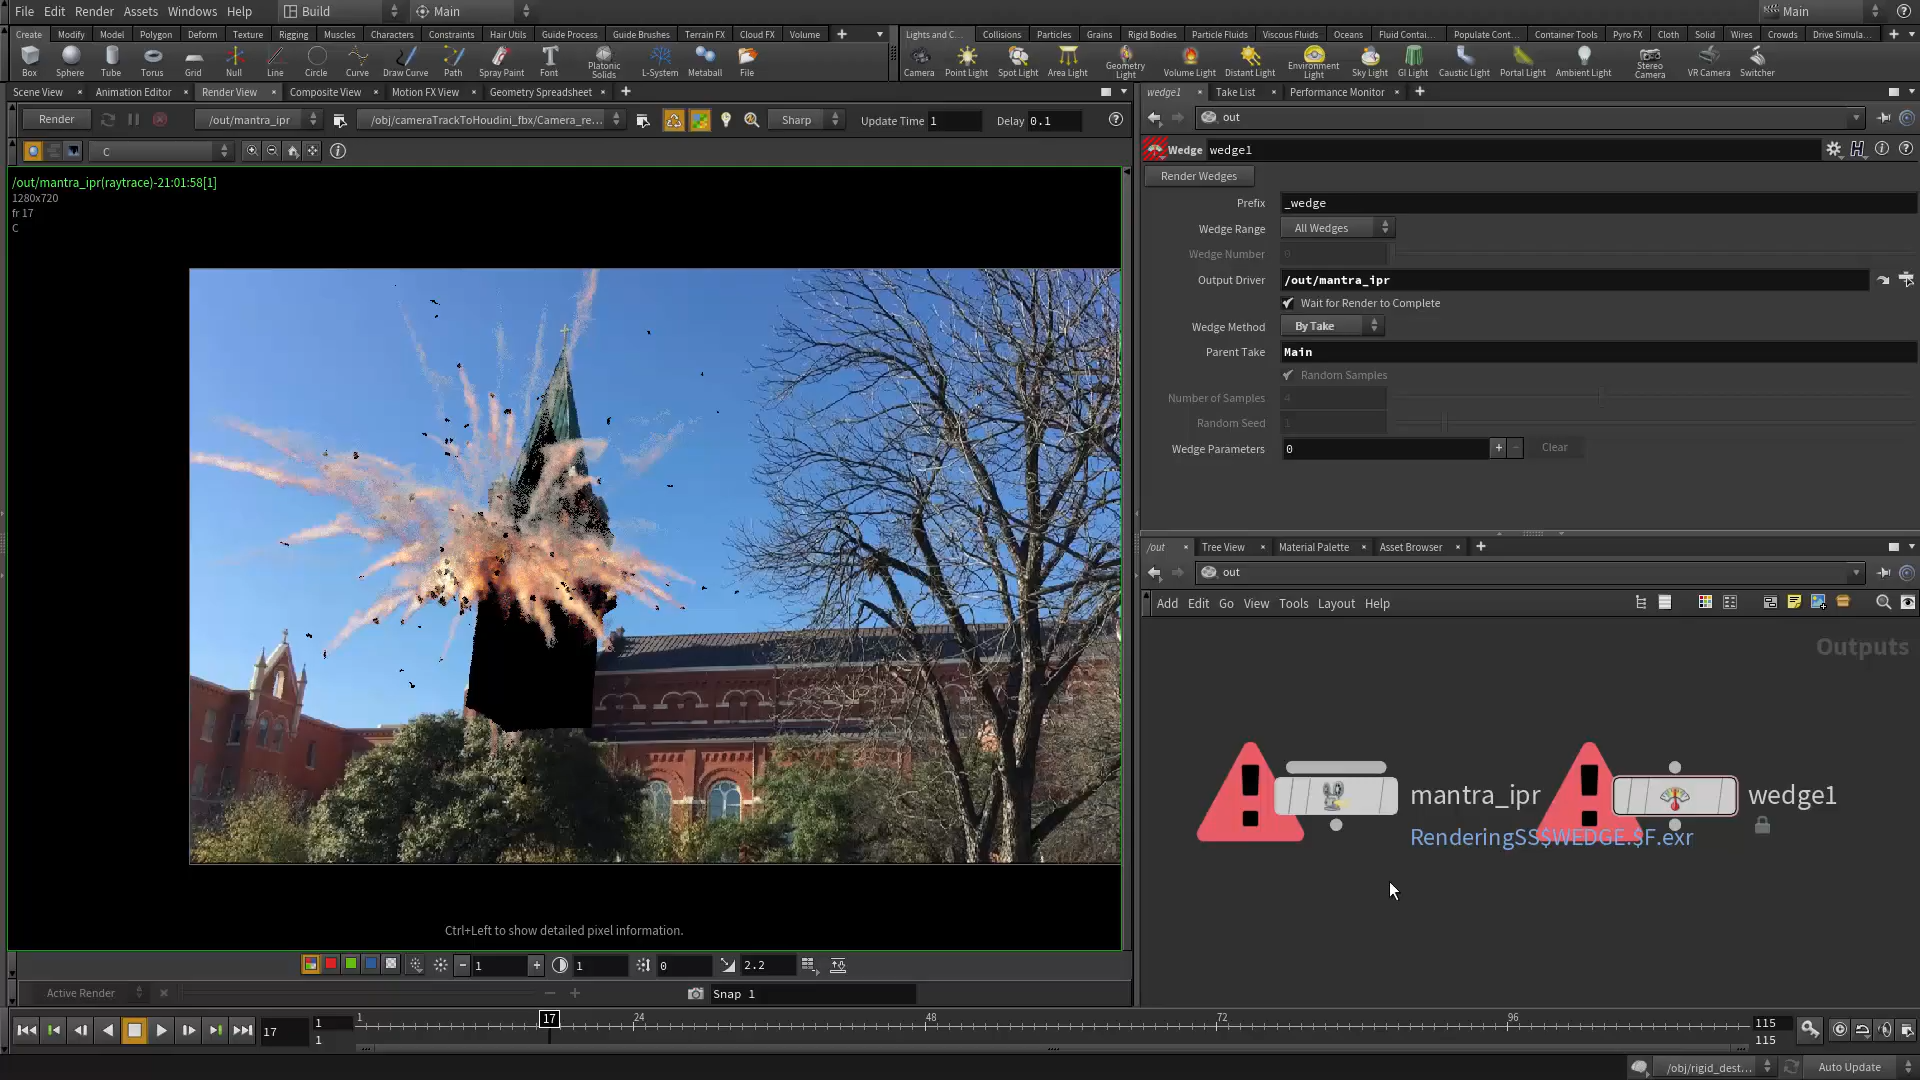 File Edit Render Assets Windows Help Build Main Main
Create Modify Model Polygon Deform Texture Rigging Muscles Characters Constraints Hair Utils Guide Process Guide Brushes Terrain FX Cloud FX Volume
Lights and C... Collisions Particles Grains Rigid Bodies Particle Fluids Viscous Fluids Oceans Fluid Contai... Populate Cont... Container Tools Pyro FX Cloth Solid Wires Crowds Drive Simula...
Box Sphere Tube Torus Grid Null Line Circle Curve Draw Curve Path Spray Paint Font Platonic Solids L-System Metaball File
Camera Point Light Spot Light Area Light Geometry Light Volume Light Distant Light Environment Light Sky Light GI Light Caustic Light Portal Light Ambient Light Stereo Camera VR Camera Switcher
Scene View Animation Editor Render View Composite View Motion FX View Geometry Spreadsheet
Render /out/mantra_ipr /obj/cameraTrackToHoudini_fbx/Camera_re... Sharp Update Time 1 Delay 0.1
C
/out/mantra_ipr(raytrace)-21:01:58[1]
1280x720
fr 17
C
Ctrl+Left to show detailed pixel information.
1 1 0 2.2
Active Render Snap 1
wedge1 Take List Performance Monitor
out
Wedge wedge1
Render Wedges
Prefix _wedge
Wedge Range All Wedges
Wedge Number 0
Output Driver /out/mantra_ipr
Wait for Render to Complete
Wedge Method By Take
Parent Take Main
Random Samples
Number of Samples 4
Random Seed 1
Wedge Parameters 0 Clear
/out Tree View Material Palette Asset Browser
out
Add Edit Go View Tools Layout Help
Outputs
mantra_ipr
RenderingSS$WEDGE.$F.exr
wedge1
17 1 1 1 17 24 48 72 96 115 115
/obj/rigid_dest... Auto Update